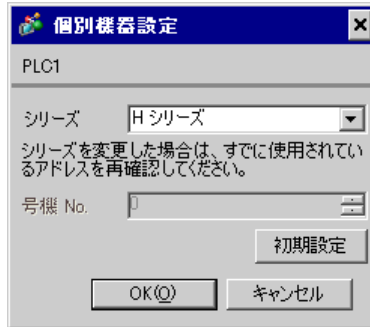 個別機器設定
PLC1
シリーズ H シリーズ
シリーズを変更した場合は、すでに使用されてい
るアドレスを再確認してください。
号機 No. 0
初期設定
OK(O) キャンセル